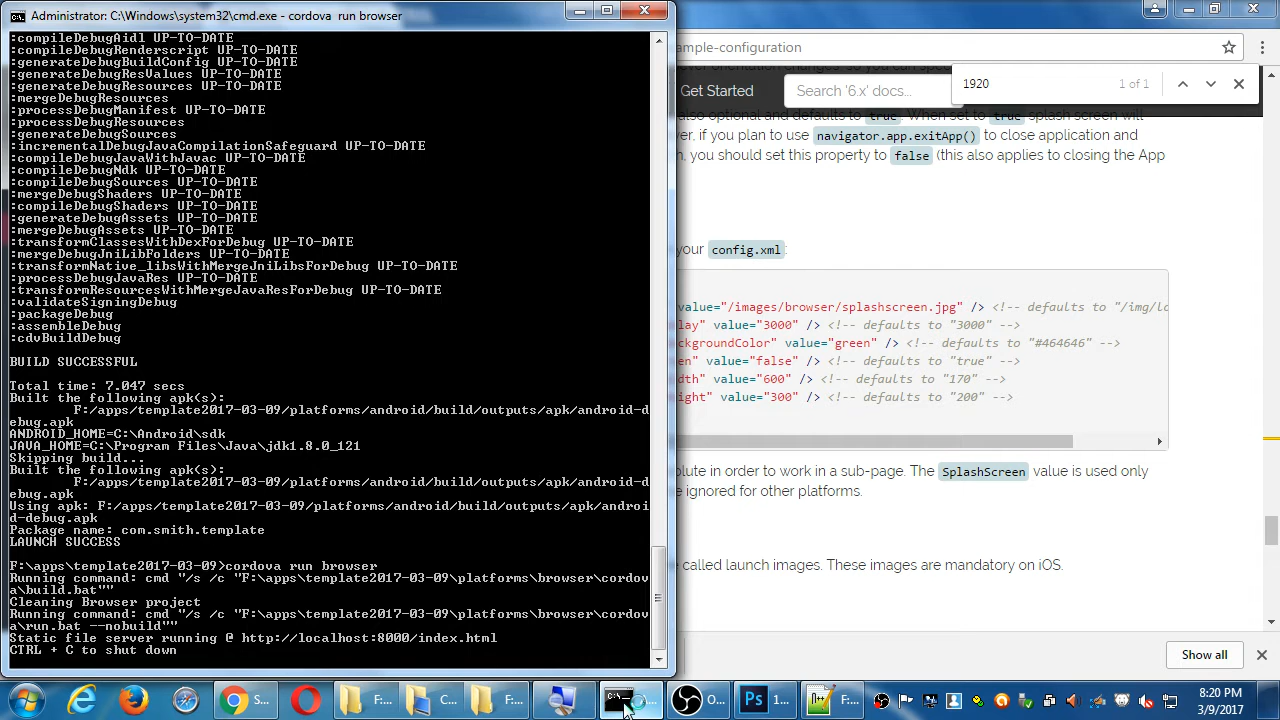 Administrator: C:\Windows\system32\cmd.exe - cordova run browser
:compileDebugAidl UP-TO-DATE
:compileDebugRenderscript UP-TO-DATE
:generateDebugBuildConfig UP-TO-DATE
:generateDebugResValues UP-TO-DATE
:generateDebugResources UP-TO-DATE
:mergeDebugResources
:processDebugManifest UP-TO-DATE
:processDebugResources
:generateDebugSources
:incrementalDebugJavaCompilationSafeguard UP-TO-DATE
:compileDebugJavaWithJavac UP-TO-DATE
:compileDebugNdk UP-TO-DATE
:compileDebugSources UP-TO-DATE
:mergeDebugShaders UP-TO-DATE
:compileDebugShaders UP-TO-DATE
:generateDebugAssets UP-TO-DATE
:mergeDebugAssets UP-TO-DATE
:transformClassesWithDexForDebug UP-TO-DATE
:mergeDebugJniLibFolders UP-TO-DATE
:transformNative_libsWithMergeJniLibsForDebug UP-TO-DATE
:processDebugJavaRes UP-TO-DATE
:transformResourcesWithMergeJavaResForDebug UP-TO-DATE
:validateSigningDebug
:packageDebug
:assembleDebug
:cdvBuildDebug
BUILD SUCCESSFUL
Total time: 7.047 secs
Built the following apk(s):
F:/apps/template2017-03-09/platforms/android/build/outputs/apk/android-d
ebug.apk
ANDROID_HOME=C:\Android\sdk
JAVA_HOME=C:\Program Files\Java\jdk1.8.0_121
Skipping build...
Built the following apk(s):
F:/apps/template2017-03-09/platforms/android/build/outputs/apk/android-d
ebug.apk
Using apk: F:/apps/template2017-03-09/platforms/android/build/outputs/apk/androi
d-debug.apk
Package name: com.smith.template
LAUNCH SUCCESS
F:\apps\template2017-03-09>cordova run browser
Running command: cmd "/s /c "F:\apps\template2017-03-09\platforms\browser\cordov
a\build.bat""
Cleaning Browser project
Running command: cmd "/s /c "F:\apps\template2017-03-09\platforms\browser\cordov
a\run.bat --nobuild""
Static file server running @ http://localhost:8000/index.html
CTRL + C to shut down
ample-configuration
Get Started
Search '6.x' docs...
1920
1 of 1
also optional and defaults to true. When set to true splash screen will
ver, if you plan to use navigator.app.exitApp() to close application and
n, you should set this property to false (this also applies to closing the App
your config.xml:
value="/images/browser/splashscreen.jpg" /> <!-- defaults to "/img/lo
lay" value="3000" /> <!-- defaults to "3000" -->
ackgroundColor" value="green" /> <!-- defaults to "#464646" -->
en" value="false" /> <!-- defaults to "true" -->
dth" value="600" /> <!-- defaults to "170" -->
ight" value="300" /> <!-- defaults to "200" -->
olute in order to work in a sub-page. The SplashScreen value is used only
e ignored for other platforms.
e called launch images. These images are mandatory on iOS.
Show all
S...
F:...
C...
F:...
O...
Ps
1...
F:...
8:20 PM
3/9/2017